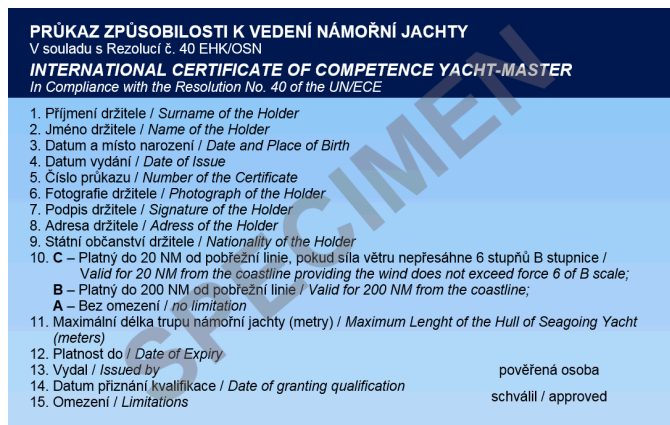 PRŮKAZ ZPŮSOBILOSTI K VEDENÍ NÁMOŘNÍ JACHTY
V souladu s Rezolucí č. 40 EHK/OSN
INTERNATIONAL CERTIFICATE OF COMPETENCE YACHT-MASTER
In Compliance with the Resolution No. 40 of the UN/ECE
1. Příjmení držitele / Surname of the Holder
2. Jméno držitele / Name of the Holder
3. Datum a místo narození / Date and Place of Birth
4. Datum vydání / Date of Issue
5. Číslo průkazu / Number of the Certificate
6. Fotografie držitele / Photograph of the Holder
7. Podpis držitele / Signature of the Holder
8. Adresa držitele / Adress of the Holder
9. Státní občanství držitele / Nationality of the Holder
10. C – Platný do 20 NM od pobřežní linie, pokud síla větru nepřesáhne 6 stupňů B stupnice /
Valid for 20 NM from the coastline providing the wind does not exceed force 6 of B scale;
B – Platný do 200 NM od pobřežní linie / Valid for 200 NM from the coastline;
A – Bez omezení / no limitation
11. Maximální délka trupu námořní jachty (metry) / Maximum Lenght of the Hull of Seagoing Yacht
(meters)
12. Platnost do / Date of Expiry
13. Vydal / Issued by pověřená osoba
14. Datum přiznání kvalifikace / Date of granting qualification
15. Omezení / Limitations schválil / approved
SPECIMEN